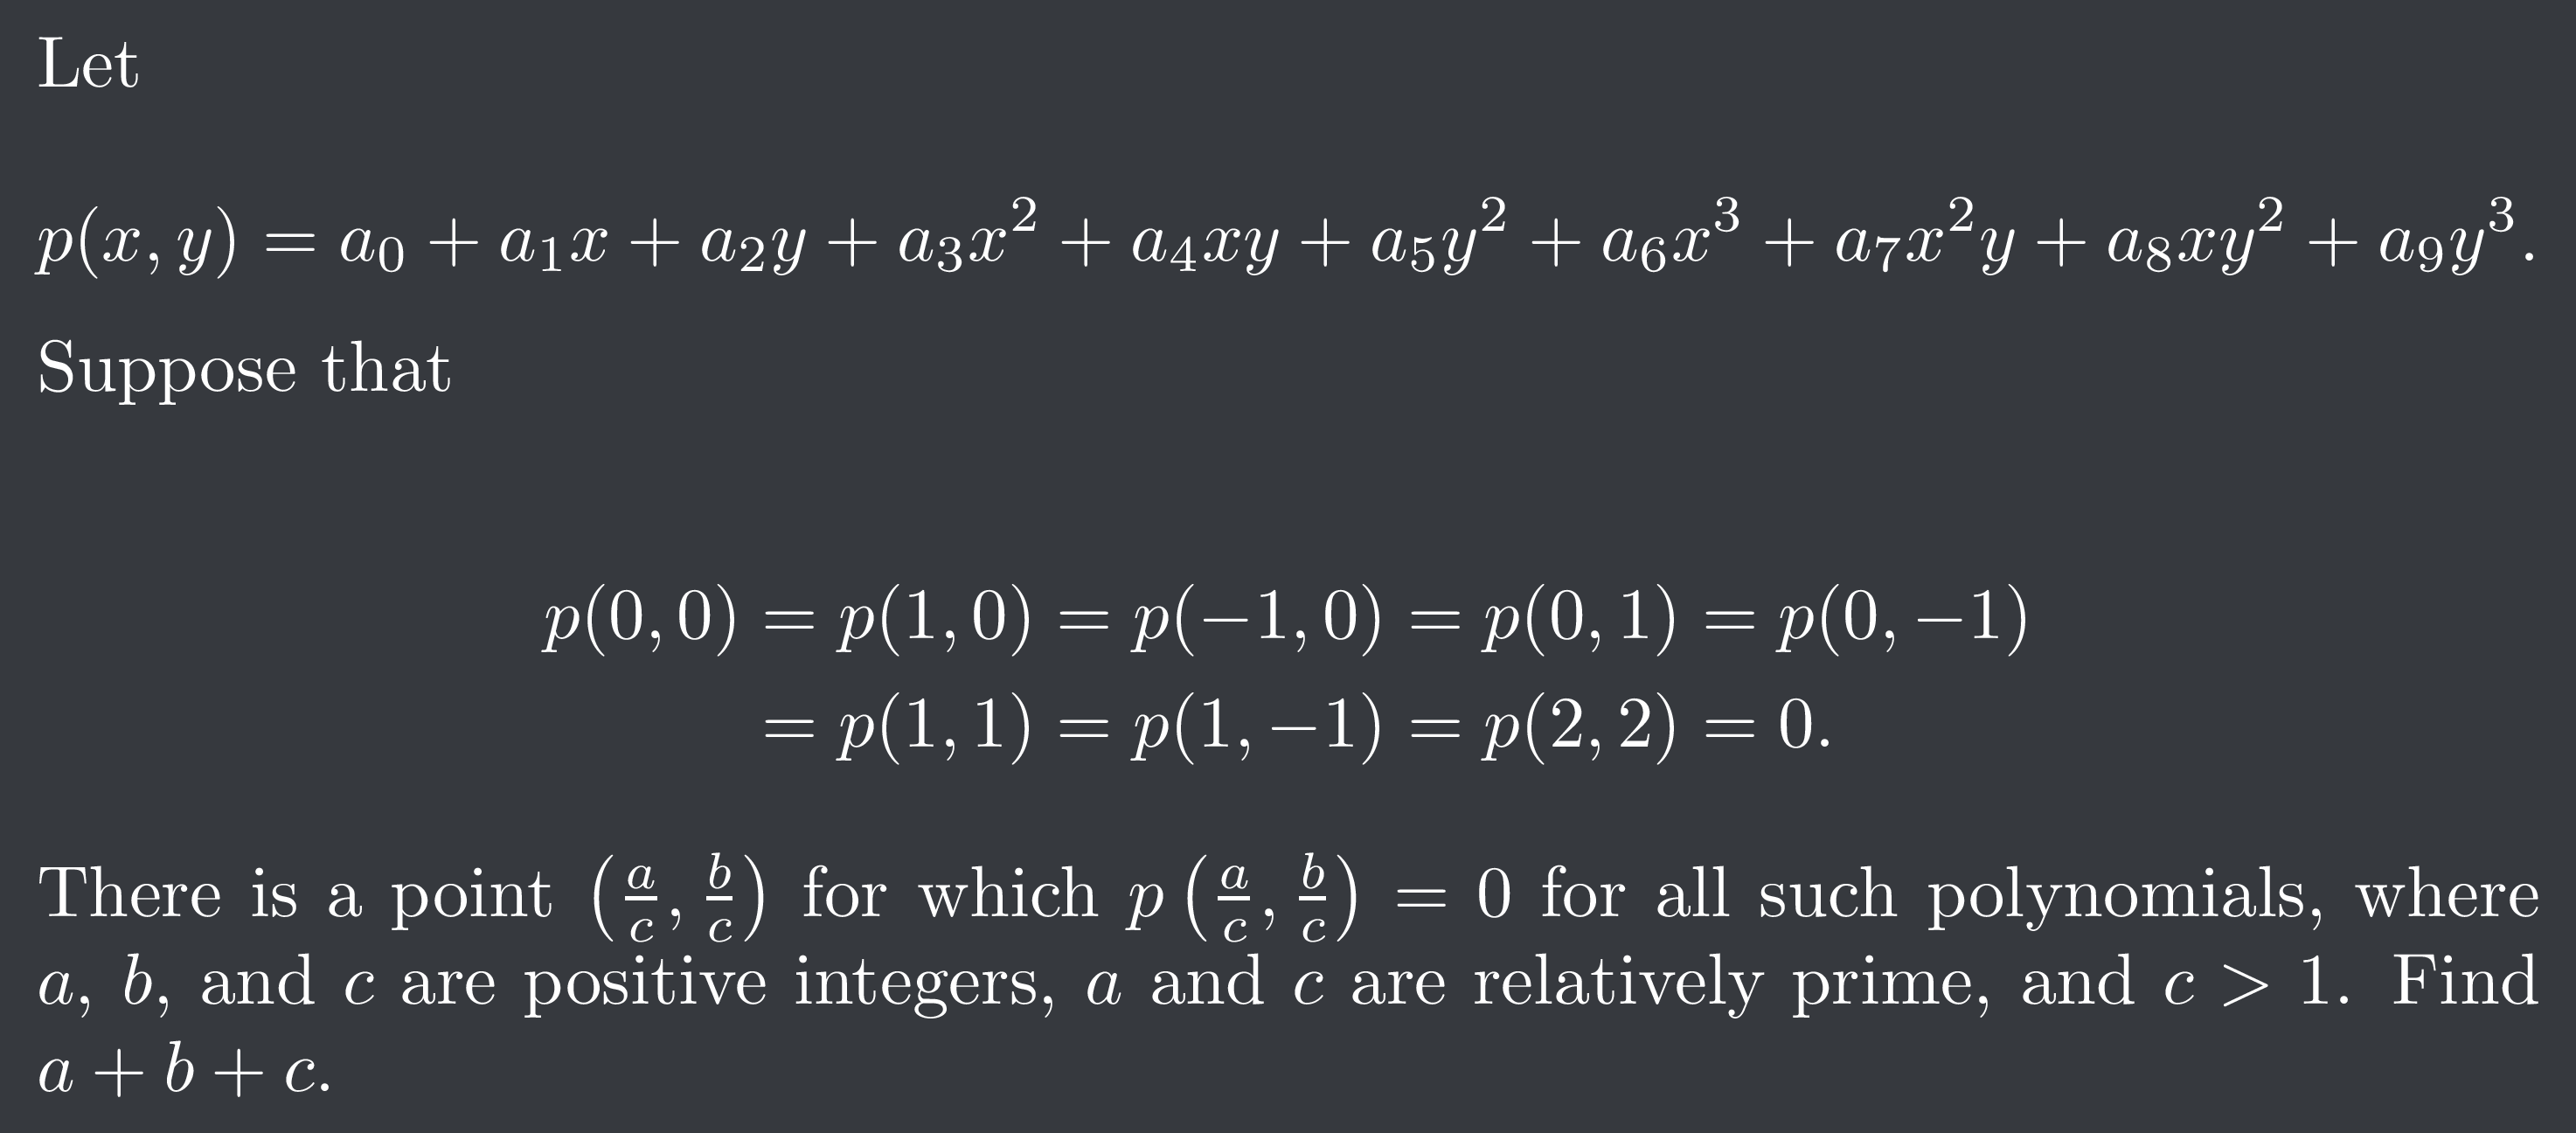 Let
p(x, y) = a₀ + a₁x + a₂y + a₃x² + a₄xy + a₅y² + a₆x³ + a₇x²y + a₈xy² + a₉y³.
Suppose that
p(0, 0) = p(1, 0) = p(−1, 0) = p(0, 1) = p(0, −1)
= p(1, 1) = p(1, −1) = p(2, 2) = 0.
There is a point (a/c, b/c) for which p(a/c, b/c) = 0 for all such polynomials, where
a, b, and c are positive integers, a and c are relatively prime, and c > 1. Find
a + b + c.